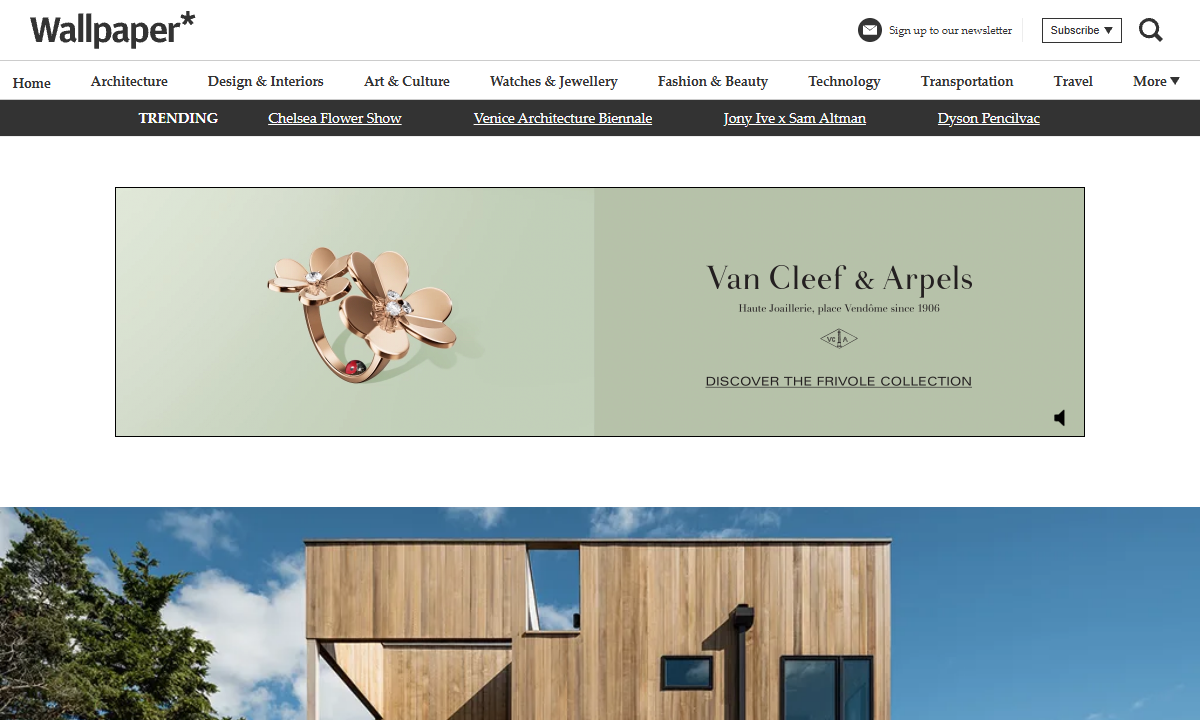 Wallpaper*
Sign up to our newsletter
Subscribe ▼
Home Architecture Design & Interiors Art & Culture Watches & Jewellery Fashion & Beauty Technology Transportation Travel More ▼
TRENDING Chelsea Flower Show Venice Architecture Biennale Jony Ive x Sam Altman Dyson Pencilvac
Van Cleef & Arpels
Haute Joaillerie, place Vendôme since 1906
VC A
DISCOVER THE FRIVOLE COLLECTION